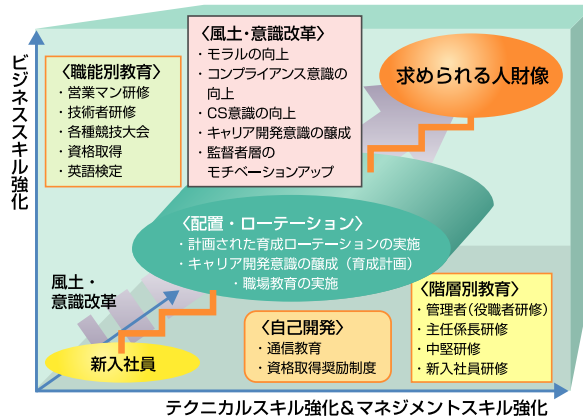 ビジネススキル強化
〈職能別教育〉
・営業マン研修
・技術者研修
・各種競技大会
・資格取得
・英語検定
〈風土・意識改革〉
・モラルの向上
・コンプライアンス意識の
向上
・CS意識の向上
・キャリア開発意識の醸成
・監督者層の
モチベーションアップ
求められる人財像
〈配置・ローテーション〉
・計画された育成ローテーションの実施
・キャリア開発意識の醸成（育成計画）
・職場教育の実施
風土・
意識改革
新入社員
〈自己開発〉
・通信教育
・資格取得奨励制度
〈階層別教育〉
・管理者（役職者研修）
・主任係長研修
・中堅研修
・新入社員研修
テクニカルスキル強化＆マネジメントスキル強化